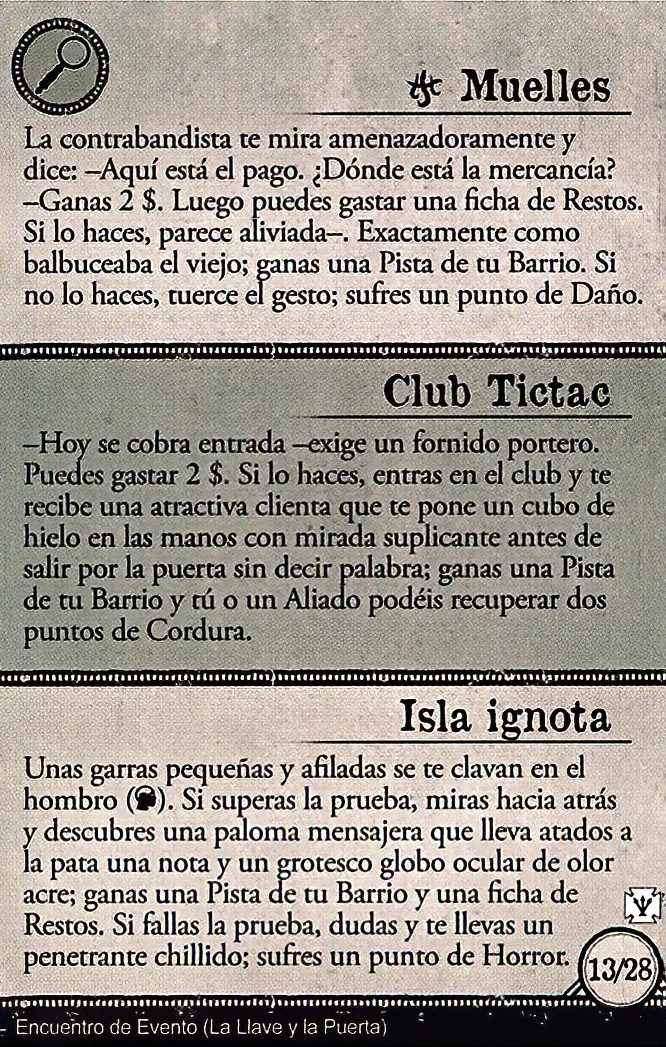 Muelles
La contrabandista te mira amenazadoramente y
dice: –Aquí está el pago. ¿Dónde está la mercancía?
–Ganas 2 $. Luego puedes gastar una ficha de Restos.
Si lo haces, parece aliviada–. Exactamente como
balbuceaba el viejo; ganas una Pista de tu Barrio. Si
no lo haces, tuerce el gesto; sufres un punto de Daño.
Club Tictac
–Hoy se cobra entrada –exige un fornido portero.
Puedes gastar 2 $. Si lo haces, entras en el club y te
recibe una atractiva clienta que te pone un cubo de
hielo en las manos con mirada suplicante antes de
salir por la puerta sin decir palabra; ganas una Pista
de tu Barrio y tú o un Aliado podéis recuperar dos
puntos de Cordura.
Isla ignota
Unas garras pequeñas y afiladas se te clavan en el
hombro (). Si superas la prueba, miras hacia atrás
y descubres una paloma mensajera que lleva atados a
la pata una nota y un grotesco globo ocular de olor
acre; ganas una Pista de tu Barrio y una ficha de
Restos. Si fallas la prueba, dudas y te llevas un
penetrante chillido; sufres un punto de Horror.
13/28
- Encuentro de Evento (La Llave y la Puerta)